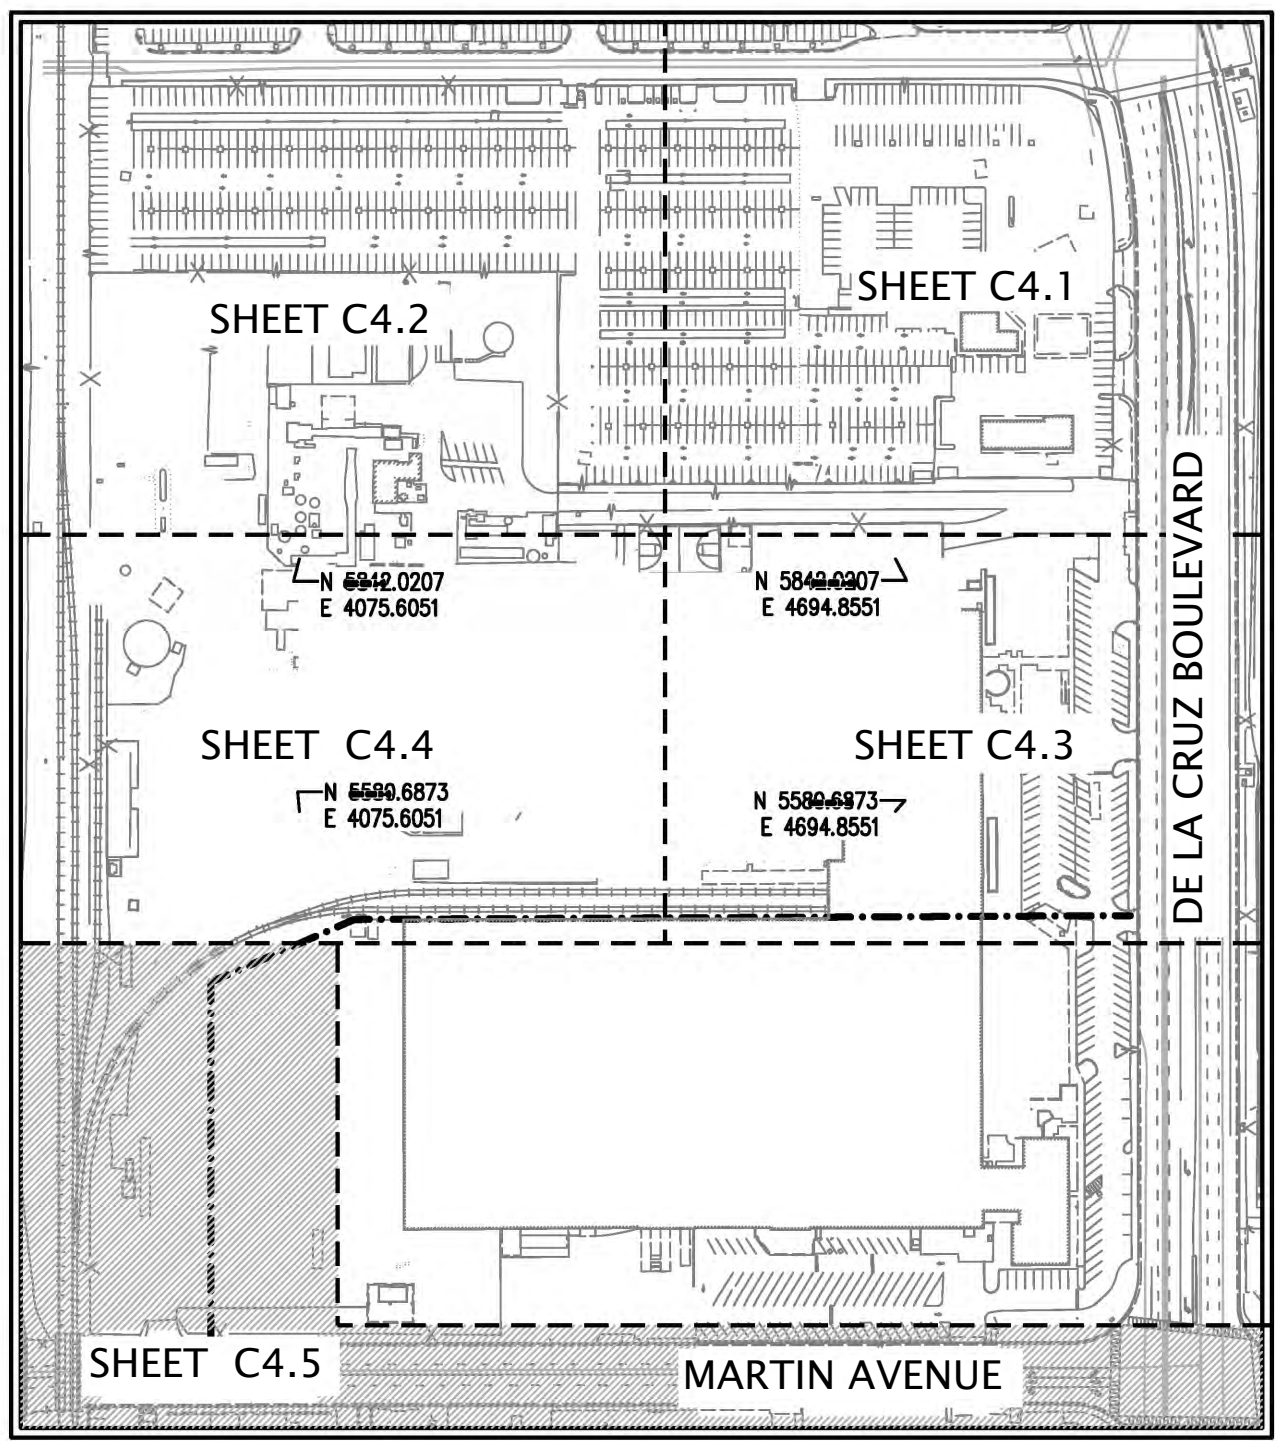 SHEET C4.1
SHEET C4.2
N 5842.0207
E 4075.6051
N 5842.0207
E 4694.8551
SHEET C4.4
SHEET C4.3
DE LA CRUZ BOULEVARD
N 5580.6873
E 4075.6051
N 5580.6873
E 4694.8551
SHEET C4.5
MARTIN AVENUE